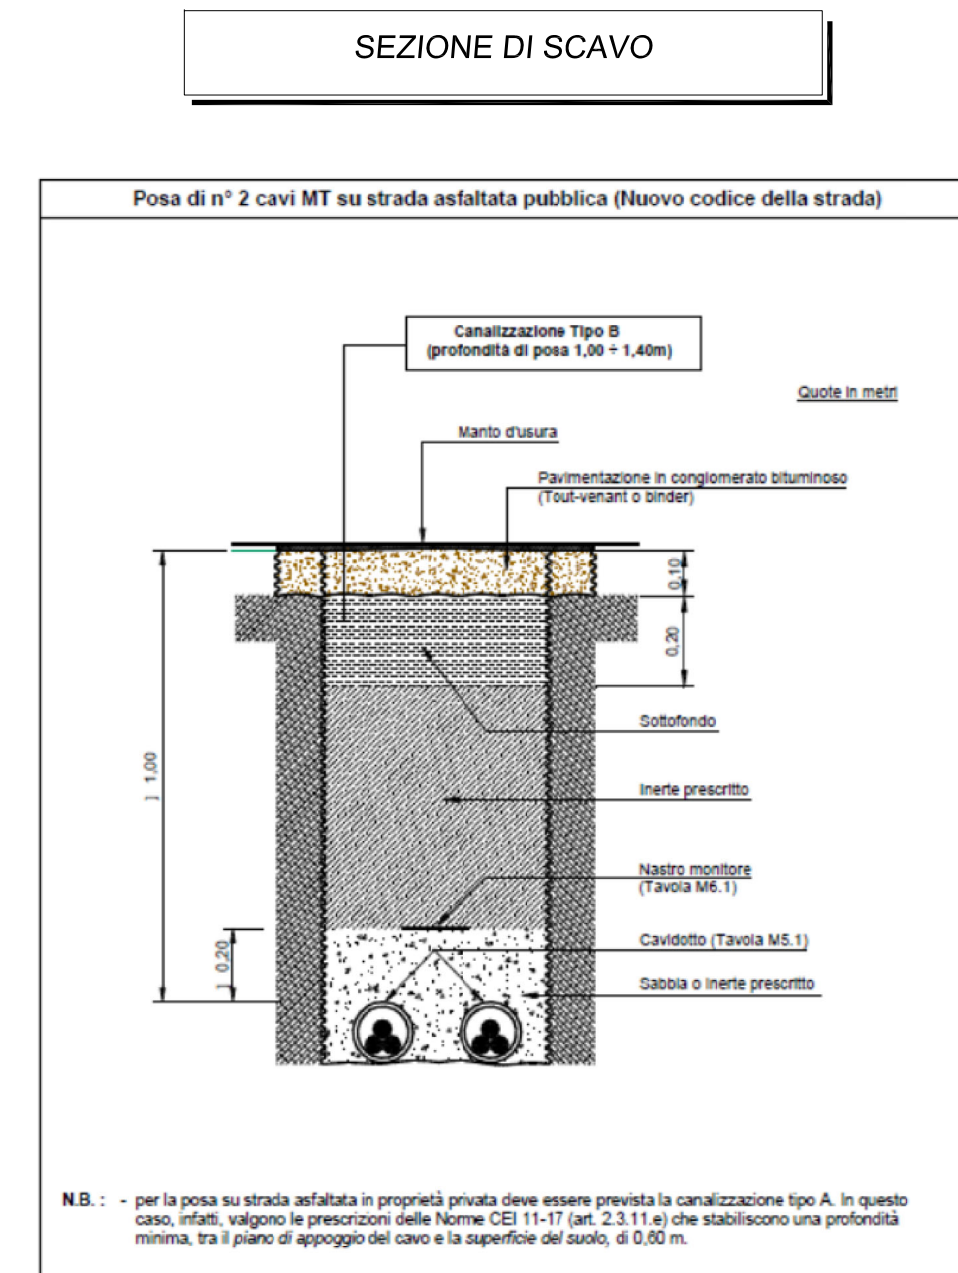 SEZIONE DI SCAVO
Posa di n° 2 cavi MT su strada asfaltata pubblica (Nuovo codice della strada)
Canalizzazione Tipo B
(profondità di posa 1,00 ÷ 1,40m)
Quote in metri
Manto d'usura
Pavimentazione in conglomerato bituminoso
(Tout-venant o binder)
0,10
0,20
Sottofondo
1,00
Inerte prescritto
Nastro monitore
(Tavola M6.1)
0,20
Cavidotto (Tavola M5.1)
Sabbia o inerte prescritto
N.B. : - per la posa su strada asfaltata in proprietà privata deve essere prevista la canalizzazione tipo A. In questo
caso, infatti, valgono le prescrizioni delle Norme CEI 11-17 (art. 2.3.11.e) che stabiliscono una profondità
minima, tra il piano di appoggio del cavo e la superficie del suolo, di 0,60 m.